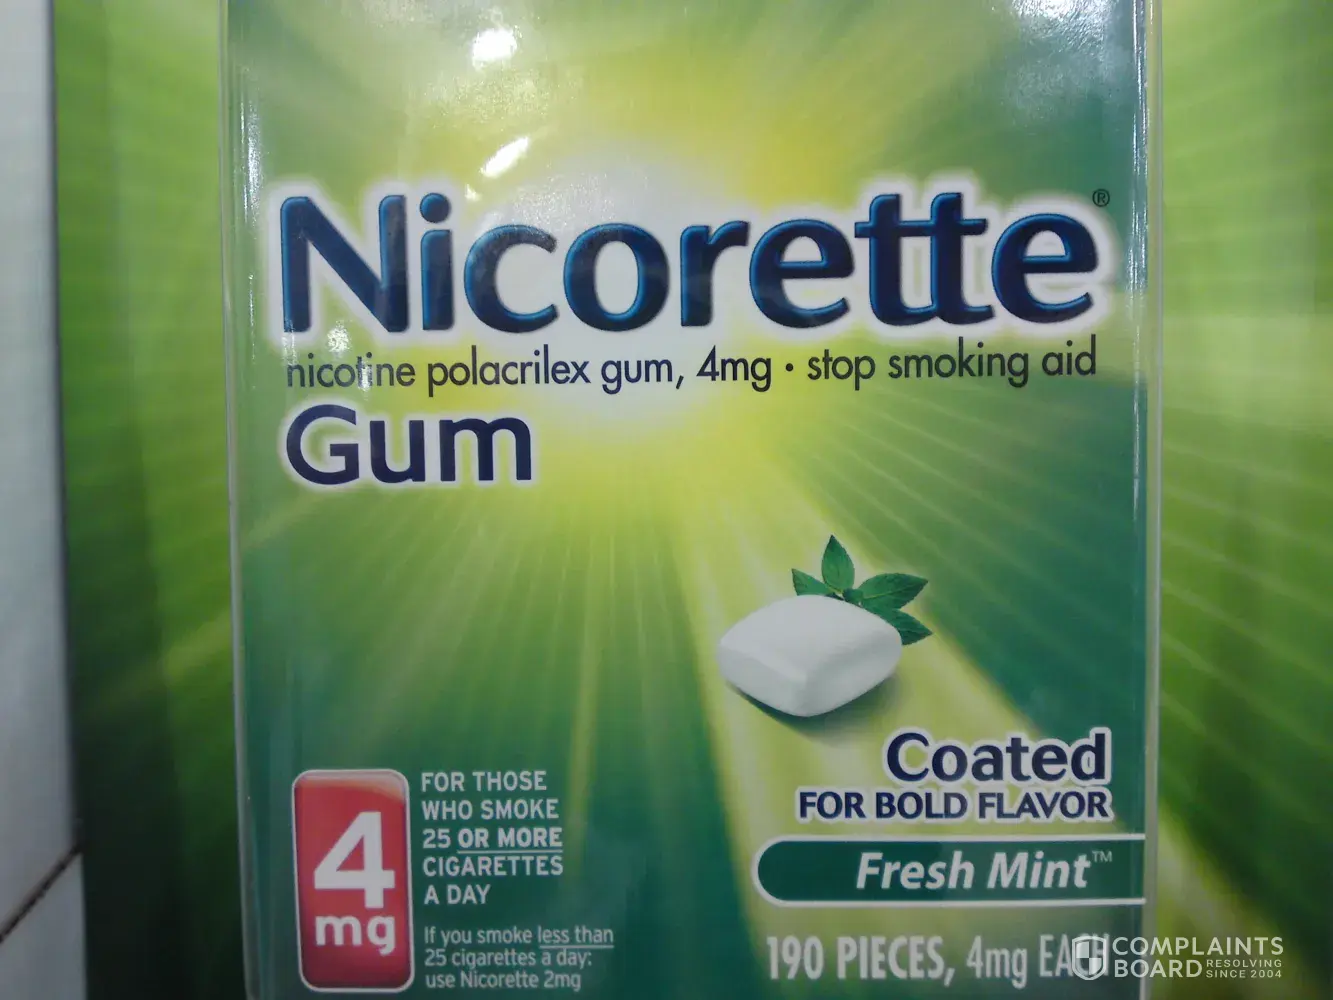 Nicorette®
nicotine polacrilex gum, 4mg · stop smoking aid
Gum
Coated
FOR BOLD FLAVOR
Fresh Mint™
190 PIECES, 4mg EACH
4
mg
FOR THOSE
WHO SMOKE
25 OR MORE
CIGARETTES
A DAY
If you smoke less than
25 cigarettes a day:
use Nicorette 2mg
COMPLAINTS
BOARD RESOLVING
SINCE 2004